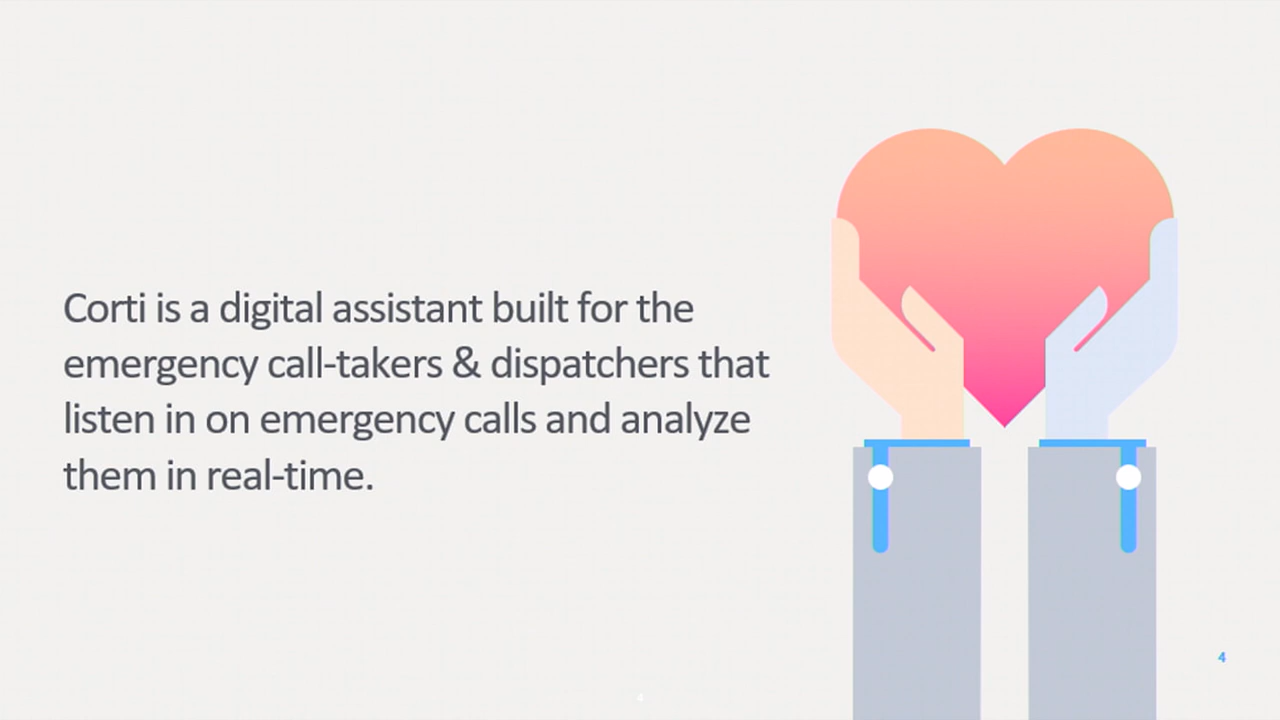 Corti is a digital assistant built for the
emergency call-takers & dispatchers that
listen in on emergency calls and analyze
them in real-time.
4
4